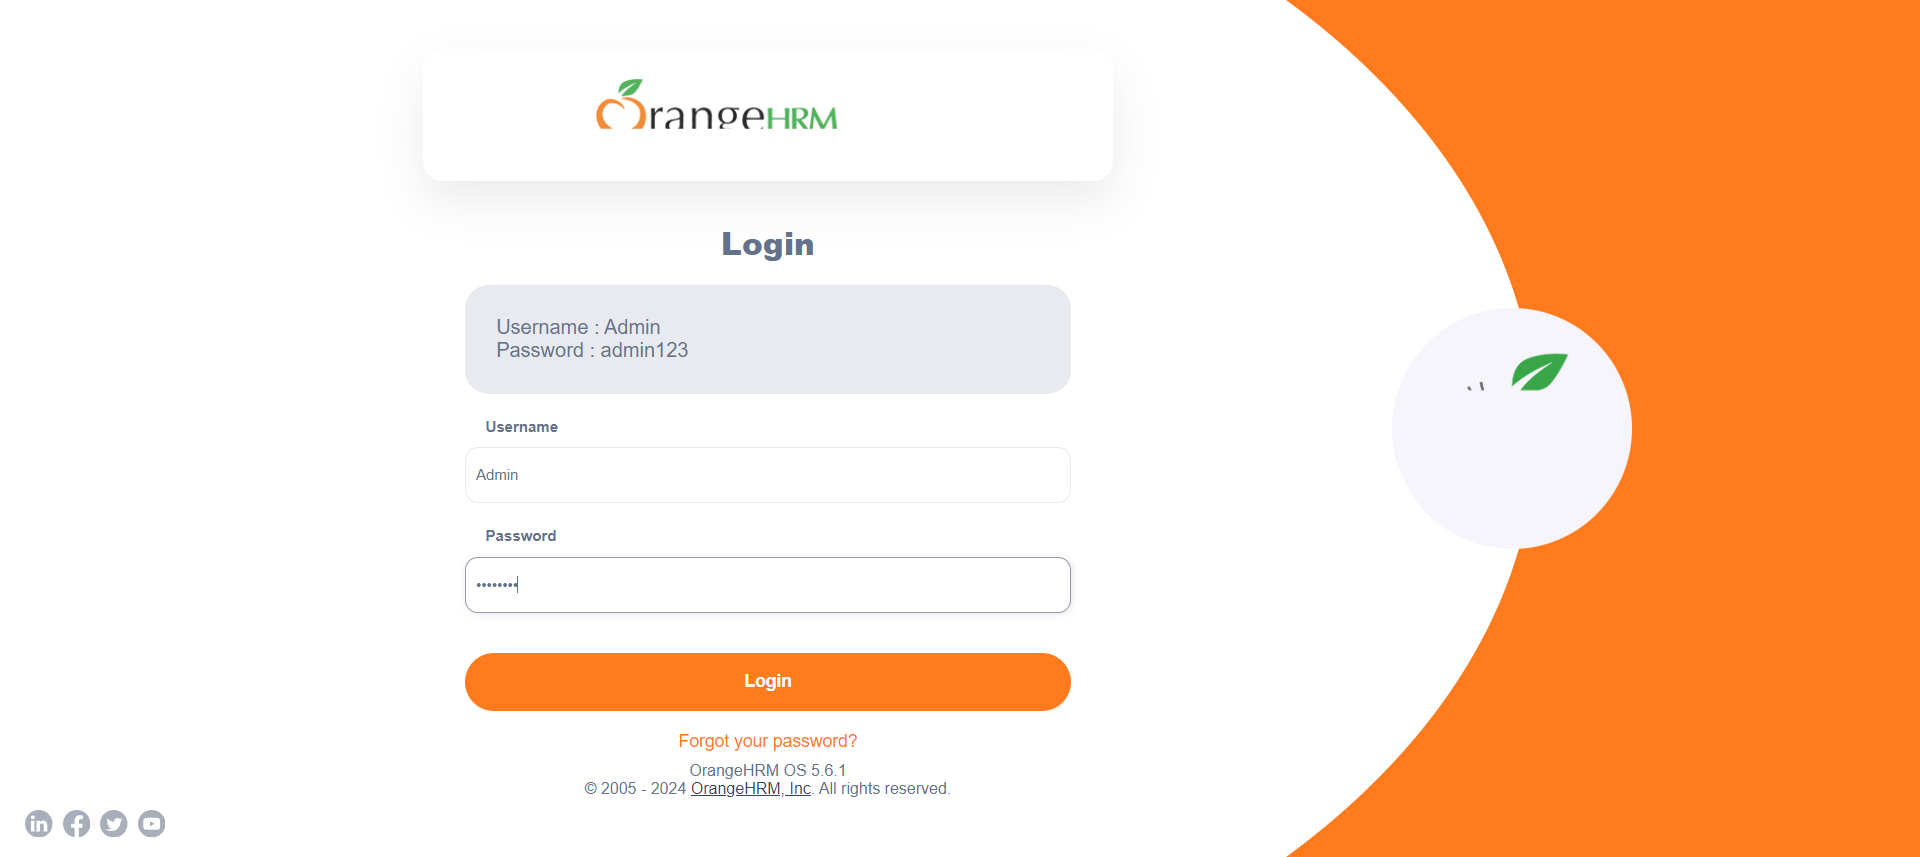 OrangeHRM
Login
Username : Admin
Password : admin123
Username
Admin
Password
••••••••
Login
Forgot your password?
OrangeHRM OS 5.6.1
© 2005 - 2024 OrangeHRM, Inc. All rights reserved.